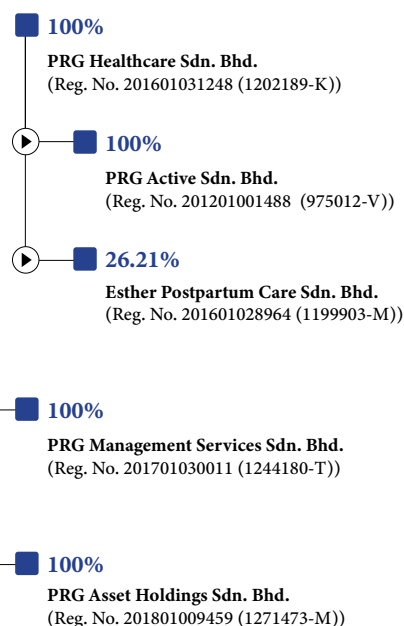 100%
PRG Healthcare Sdn. Bhd.
(Reg. No. 201601031248 (1202189-K))
100%
PRG Active Sdn. Bhd.
(Reg. No. 201201001488 (975012-V))
26.21%
Esther Postpartum Care Sdn. Bhd.
(Reg. No. 201601028964 (1199903-M))
100%
PRG Management Services Sdn. Bhd.
(Reg. No. 201701030011 (1244180-T))
100%
PRG Asset Holdings Sdn. Bhd.
(Reg. No. 201801009459 (1271473-M))